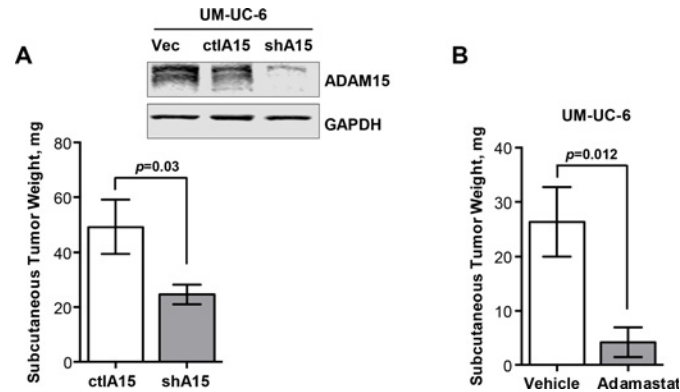 UM-UC-6
A
Vec ctlA15 shA15
ADAM15
GAPDH
Subcutaneous Tumor Weight, mg
80
60
40
20
0
p=0.03
ctlA15 shA15
B
UM-UC-6
Subcutaneous Tumor Weight, mg
40
30
20
10
0
p=0.012
Vehicle Adamastat